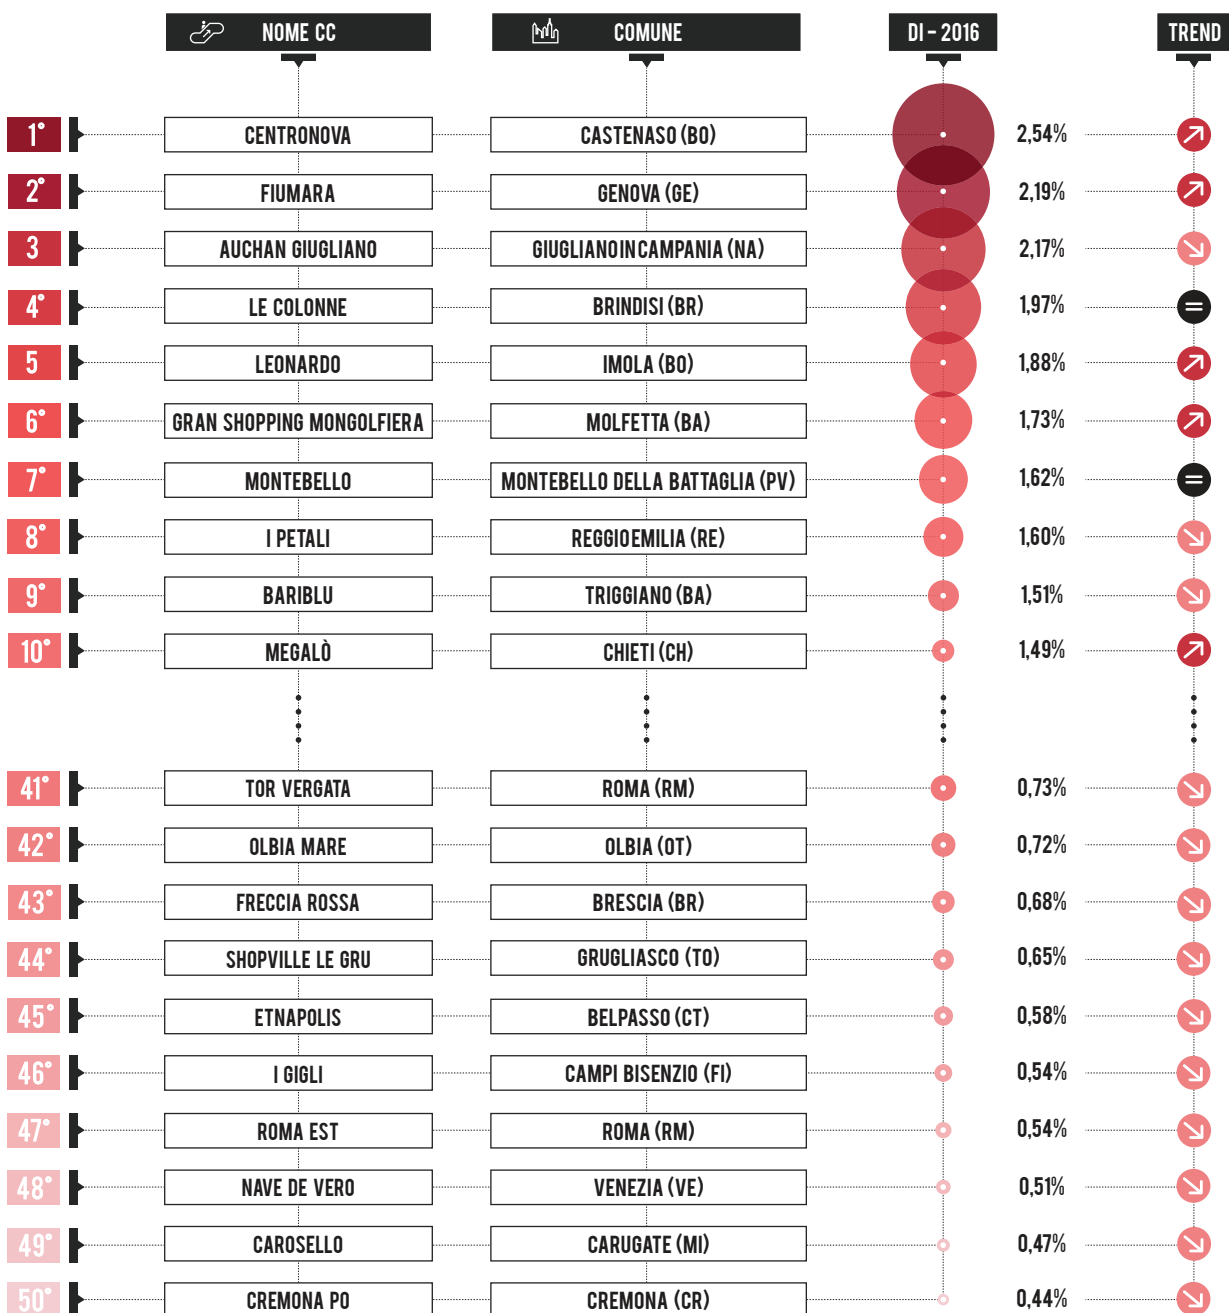 NOME CC COMUNE DI – 2016 TREND
1° CENTRONOVA CASTENASO (BO) 2,54%
2° FIUMARA GENOVA (GE) 2,19%
3 AUCHAN GIUGLIANO GIUGLIANO IN CAMPANIA (NA) 2,17%
4° LE COLONNE BRINDISI (BR) 1,97% =
5 LEONARDO IMOLA (BO) 1,88%
6° GRAN SHOPPING MONGOLFIERA MOLFETTA (BA) 1,73%
7° MONTEBELLO MONTEBELLO DELLA BATTAGLIA (PV) 1,62% =
8° I PETALI REGGIO EMILIA (RE) 1,60%
9° BARIBLU TRIGGIANO (BA) 1,51%
10° MEGALÒ CHIETI (CH) 1,49%
41° TOR VERGATA ROMA (RM) 0,73%
42° OLBIA MARE OLBIA (OT) 0,72%
43° FRECCIA ROSSA BRESCIA (BR) 0,68%
44° SHOPVILLE LE GRU GRUGLIASCO (TO) 0,65%
45° ETNAPOLIS BELPASSO (CT) 0,58%
46° I GIGLI CAMPI BISENZIO (FI) 0,54%
47° ROMA EST ROMA (RM) 0,54%
48° NAVE DE VERO VENEZIA (VE) 0,51%
49° CAROSELLO CARUGATE (MI) 0,47%
50° CREMONA PO CREMONA (CR) 0,44%